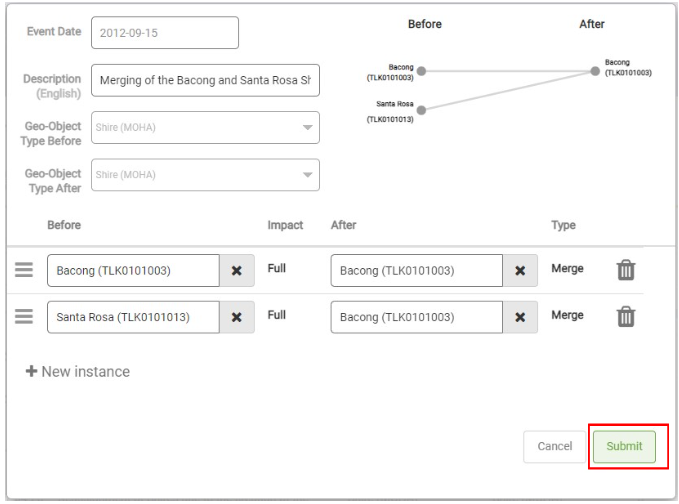 Event Date
2012-09-15
Description
(English)
Merging of the Bacong and Santa Rosa Sh
Geo-Object
Type Before
Shire (MOHA)
Geo-Object
Type After
Shire (MOHA)
Before After
Bacong
(TLK0101003)
Bacong
(TLK0101003)
Santa Rosa
(TLK0101013)
Before Impact After Type
Bacong (TLK0101003) Full Bacong (TLK0101003) Merge
Santa Rosa (TLK0101013) Full Bacong (TLK0101003) Merge
New instance
Cancel Submit